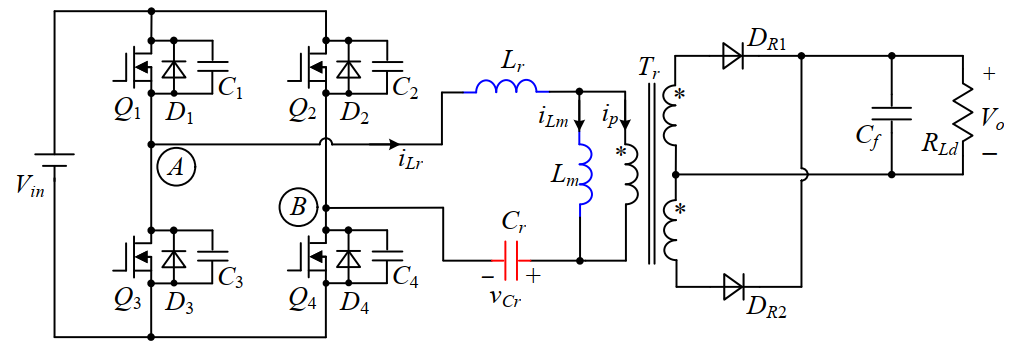 L_r T_r D_R1
Q_1 D_1 C_1 Q_2 D_2 C_2
i_Lr i_Lm i_p * * C_f R_Ld + V_o −
V_in A L_m
B C_r *
− v_Cr +
Q_3 D_3 C_3 Q_4 D_4 C_4 D_R2